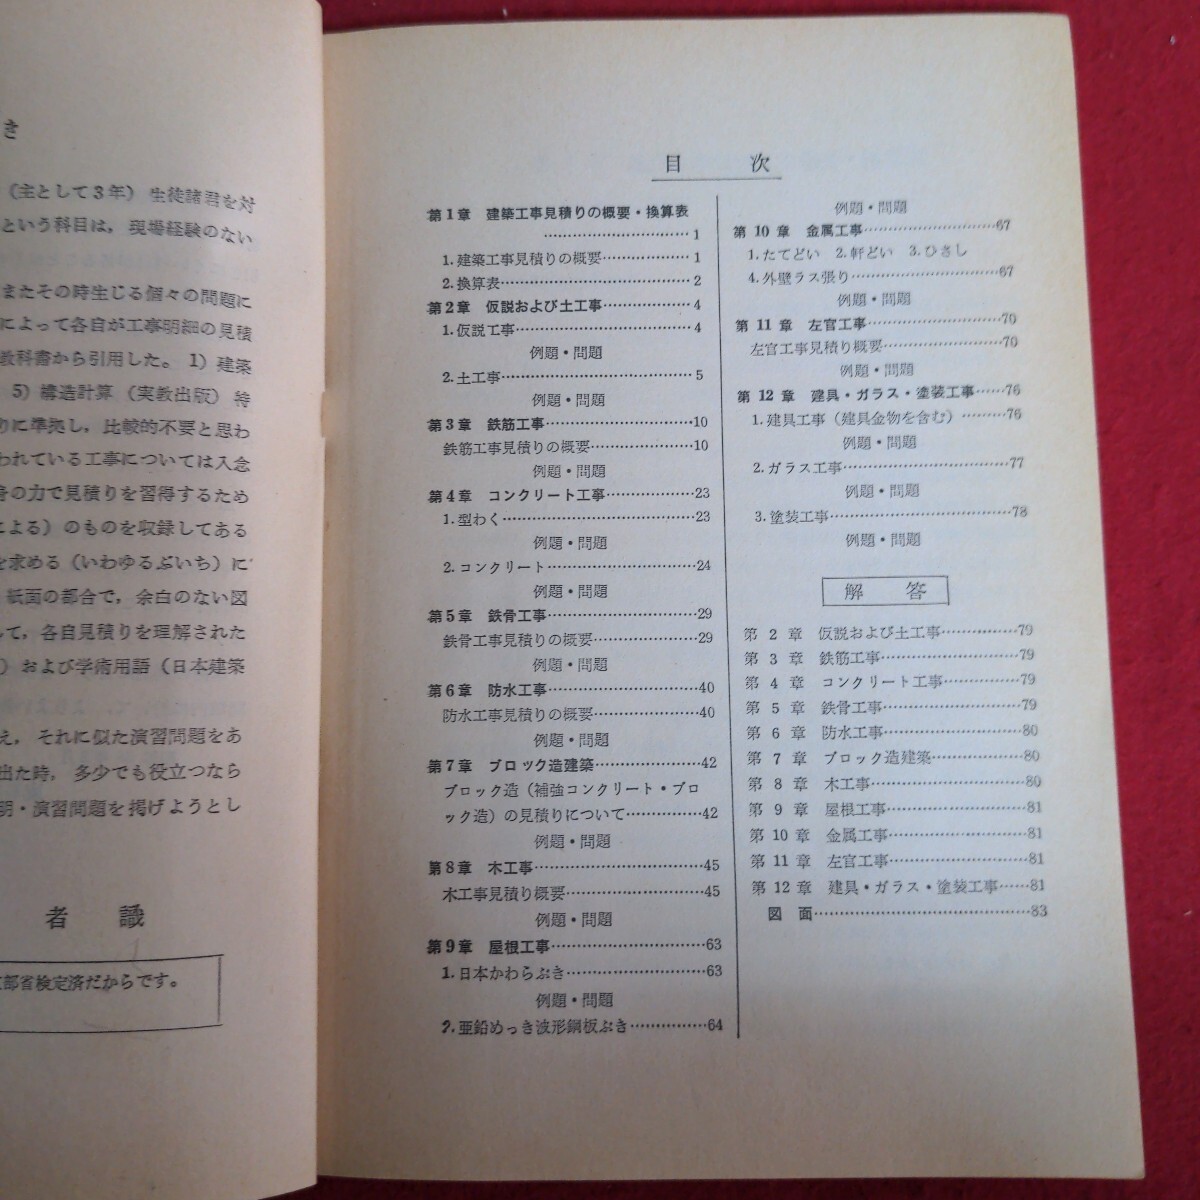 き
（主として3年）生徒諸君を対
という科目は，現場経験のない
またその時生じる個々の問題に
によって各自が工事明細の見積
教科書から引用した。1）建築
5）構造計算（実教出版）特
りに準拠し，比較的不要と思わ
われている工事については入念
身の力で見積りを習得するため
による）のものを収録してある
を求める（いわゆるぶいち）に
紙面の都合で，余白のない図
して，各自見積りを理解された
）および学術用語（日本建築
え，それに似た演習問題をあ
出た時，多少でも役立つなら
明・演習問題を掲げようとし
者 識
部省検定済だからです。
目 次
第1章 建築工事見積りの概要・換算表
……………………1
1.建築工事見積りの概要……………1
2.換算表………………………………2
第2章 仮説および土工事……………4
1.仮説工事……………………………4
例題・問題
2.土工事………………………………5
例題・問題
第3章 鉄筋工事………………………10
鉄筋工事見積りの概要………………10
例題・問題
第4章 コンクリート工事……………23
1.型わく………………………………23
例題・問題
2.コンクリート………………………24
例題・問題
第5章 鉄骨工事………………………29
鉄骨工事見積りの概要………………29
例題・問題
第6章 防水工事………………………40
防水工事見積りの概要………………40
例題・問題
第7章 ブロック造建築………………42
ブロック造（補強コンクリート・ブロ
ック造）の見積りについて…………42
例題・問題
第8章 木工事…………………………45
木工事見積り概要……………………45
例題・問題
第9章 屋根工事………………………63
1.日本かわらぶき……………………63
例題・問題
2.亜鉛めっき波形鋼板ぶき…………64
例題・問題
第10章 金属工事……………………67
1.たてどい 2.軒どい 3.ひさし
4.外壁ラス張り………………………67
例題・問題
第11章 左官工事……………………70
左官工事見積り概要…………………70
例題・問題
第12章 建具・ガラス・塗装工事……76
1.建具工事（建具金物を含む）………76
例題・問題
2.ガラス工事…………………………77
例題・問題
3.塗装工事……………………………78
例題・問題
解 答
第 2 章 仮説および土工事……………79
第 3 章 鉄筋工事………………………79
第 4 章 コンクリート工事……………79
第 5 章 鉄骨工事………………………79
第 6 章 防水工事………………………80
第 7 章 ブロック造建築………………80
第 8 章 木工事…………………………80
第 9 章 屋根工事………………………81
第 10 章 金属工事……………………81
第 11 章 左官工事……………………81
第 12 章 建具・ガラス・塗装工事……81
図 面…………………………………83